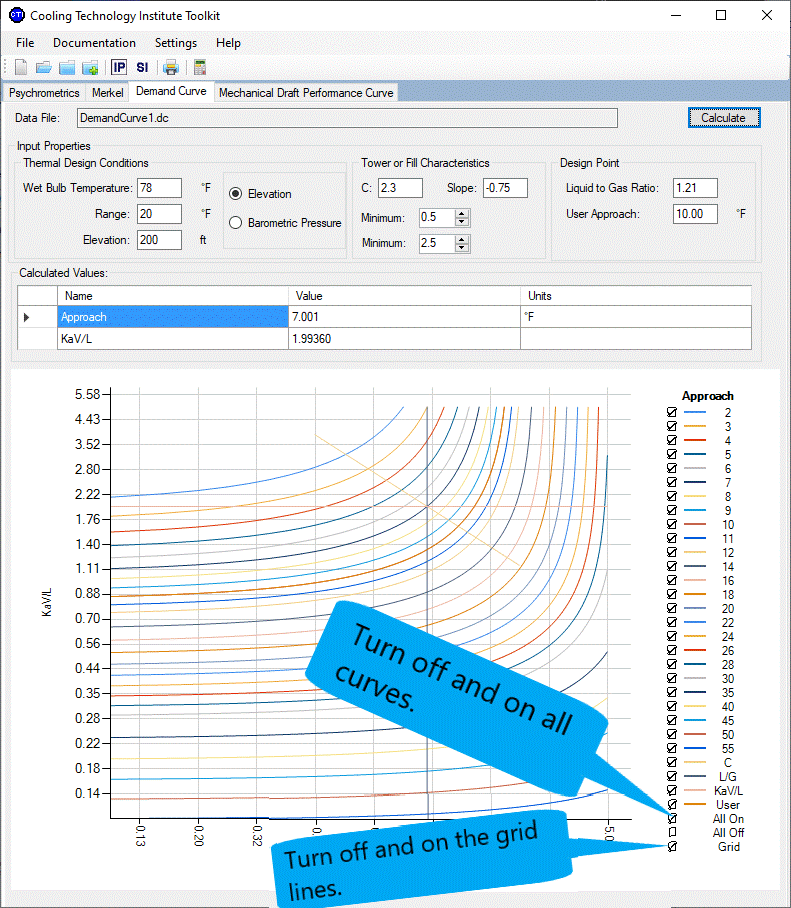 CTI Cooling Technology Institute Toolkit
File Documentation Settings Help
IP SI
Psychrometrics Merkel Demand Curve Mechanical Draft Performance Curve
Data File: DemandCurve1.dc Calculate
Input Properties
Thermal Design Conditions Tower or Fill Characteristics Design Point
Wet Bulb Temperature: 78 °F Elevation C: 2.3 Slope: -0.75 Liquid to Gas Ratio: 1.21
Range: 20 °F Barometric Pressure Minimum: 0.5 User Approach: 10.00 °F
Elevation: 200 ft Minimum: 2.5
Calculated Values:
Name Value Units
Approach 7.001 °F
KaV/L 1.99360
Approach
5.58
4.43
3.52
2.80
2.22
1.76
1.40
1.11
0.88
0.70
0.56
0.44
0.35
0.28
0.22
0.18
0.14
KaV/L
0.13
0.20
0.32
5.0
2
3
4
5
6
7
8
9
10
11
12
14
16
18
20
22
24
26
28
30
35
40
45
50
55
C
L/G
KaV/L
User
All On
All Off
Grid
Turn off and on all
curves.
Turn off and on the grid
lines.